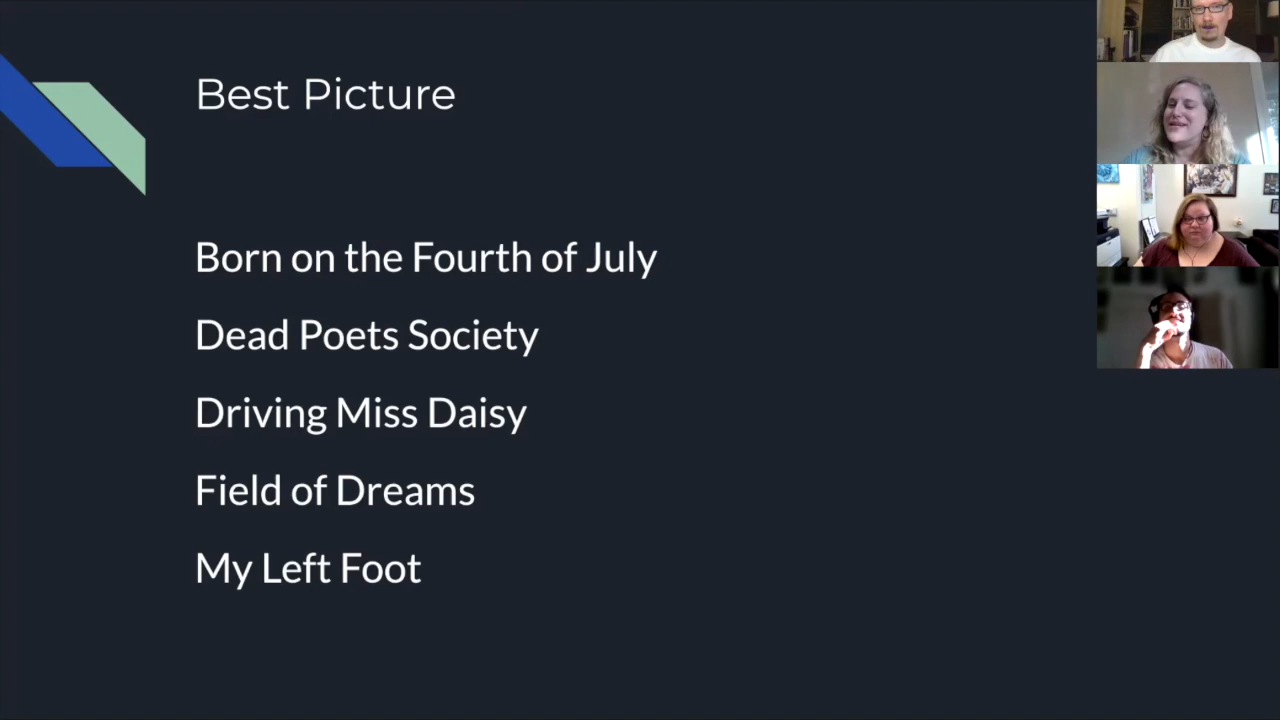 Best Picture
Born on the Fourth of July
Dead Poets Society
Driving Miss Daisy
Field of Dreams
My Left Foot